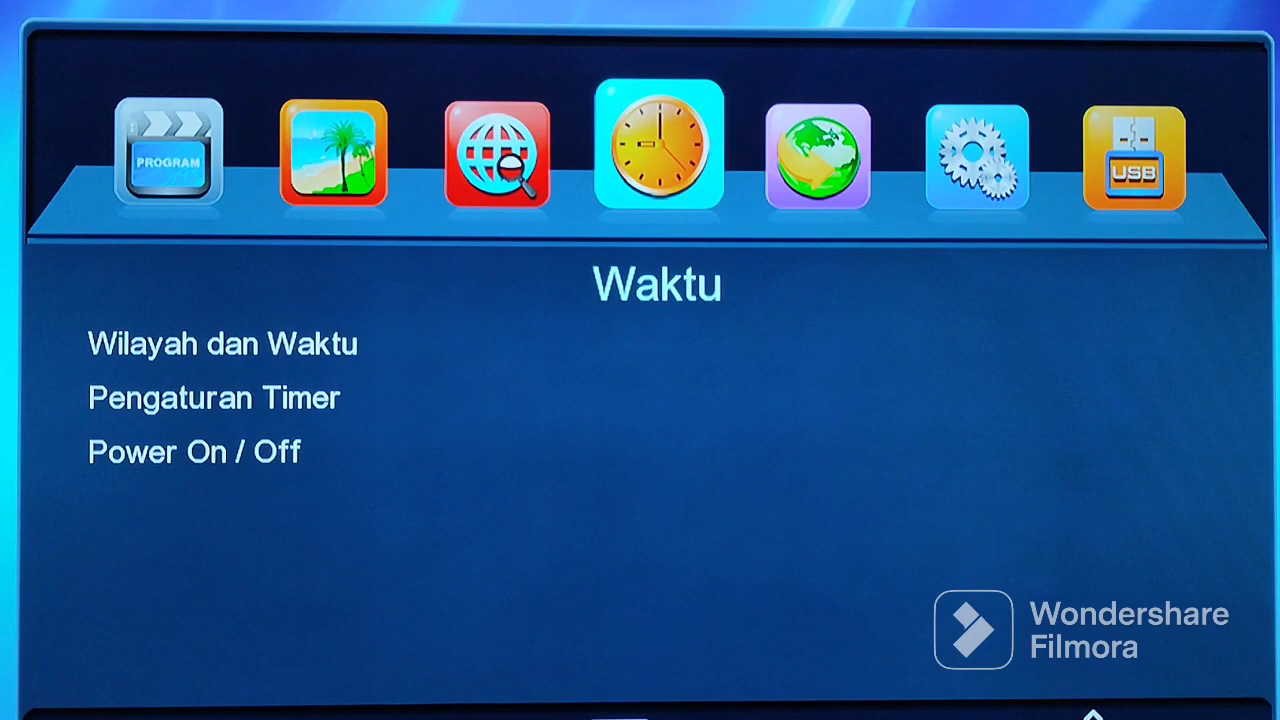 PROGRAM
USB
Waktu
Wilayah dan Waktu
Pengaturan Timer
Power On / Off
Wondershare
Filmora